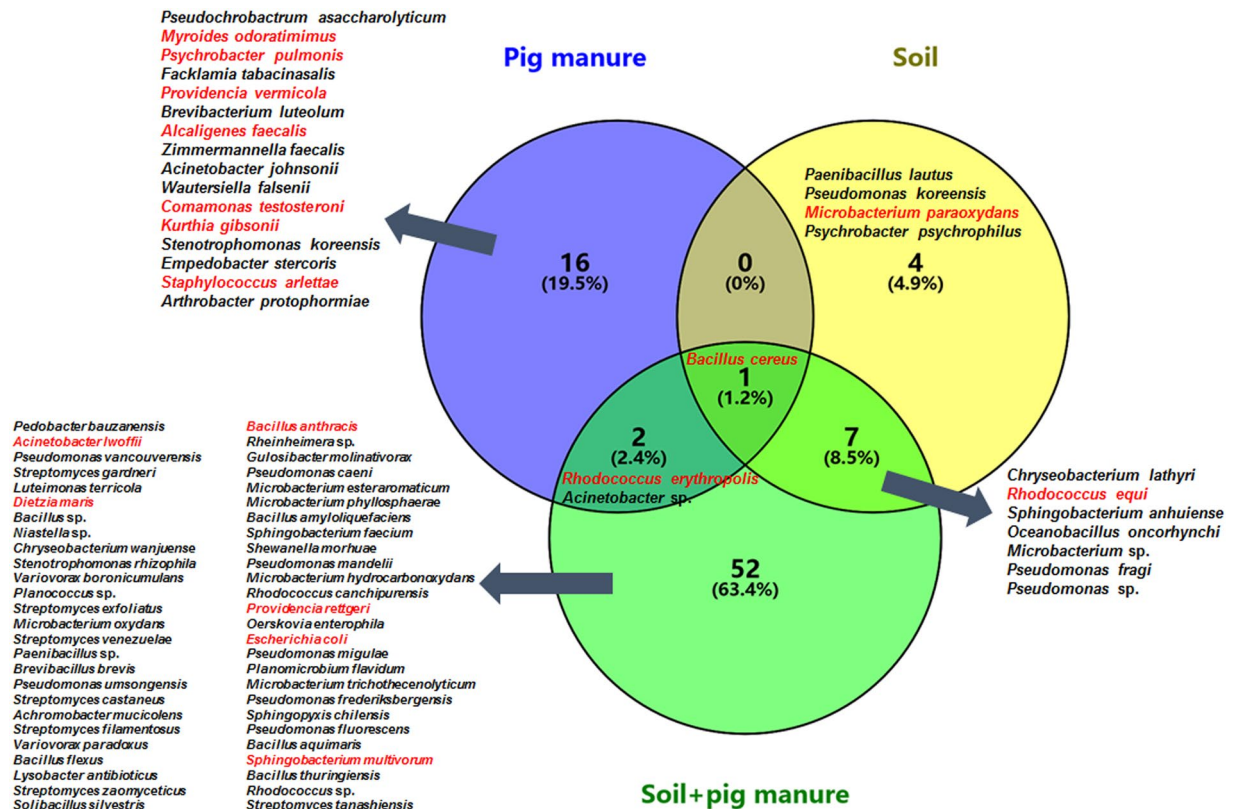 Pseudochrobactrum asaccharolyticum
Myroides odoratimimus
Psychrobacter pulmonis
Facklamia tabacinasalis
Providencia vermicola
Brevibacterium luteolum
Alcaligenes faecalis
Zimmermannella faecalis
Acinetobacter johnsonii
Wautersiella falsenii
Comamonas testosteroni
Kurthia gibsonii
Stenotrophomonas koreensis
Empedobacter stercoris
Staphylococcus arlettae
Arthrobacter protophormiae
Pig manure
Soil
16
(19.5%)
0
(0%)
Paenibacillus lautus
Pseudomonas koreensis
Microbacterium paraoxydans
Psychrobacter psychrophilus
4
(4.9%)
Bacillus cereus
1
(1.2%)
2
(2.4%)
Rhodococcus erythropolis
Acinetobacter sp.
7
(8.5%)
Chryseobacterium lathyri
Rhodococcus equi
Sphingobacterium anhuiense
Oceanobacillus oncorhynchi
Microbacterium sp.
Pseudomonas fragi
Pseudomonas sp.
52
(63.4%)
Pedobacter bauzanensis
Acinetobacter lwoffii
Pseudomonas vancouverensis
Streptomyces gardneri
Luteimonas terricola
Dietzia maris
Bacillus sp.
Niastella sp.
Chryseobacterium wanjuense
Stenotrophomonas rhizophila
Variovorax boronicumulans
Planococcus sp.
Streptomyces exfoliatus
Microbacterium oxydans
Streptomyces venezuelae
Paenibacillus sp.
Brevibacillus brevis
Pseudomonas umsongensis
Streptomyces castaneus
Achromobacter mucicolens
Streptomyces filamentosus
Variovorax paradoxus
Bacillus flexus
Lysobacter antibioticus
Streptomyces zaomyceticus
Solibacillus silvestris
Bacillus anthracis
Rheinheimera sp.
Gulosibacter molinativorax
Pseudomonas caeni
Microbacterium esteraromaticum
Microbacterium phyllosphaerae
Bacillus amyloliquefaciens
Sphingobacterium faecium
Shewanella morhuae
Pseudomonas mandelii
Microbacterium hydrocarbonoxydans
Rhodococcus canchipurensis
Providencia rettgeri
Oerskovia enterophila
Escherichia coli
Pseudomonas migulae
Planomicrobium flavidum
Microbacterium trichothecenolyticum
Pseudomonas frederiksbergensis
Sphingopyxis chilensis
Pseudomonas fluorescens
Bacillus aquimaris
Sphingobacterium multivorum
Bacillus thuringiensis
Rhodococcus sp.
Streptomyces tanashiensis
Soil+pig manure